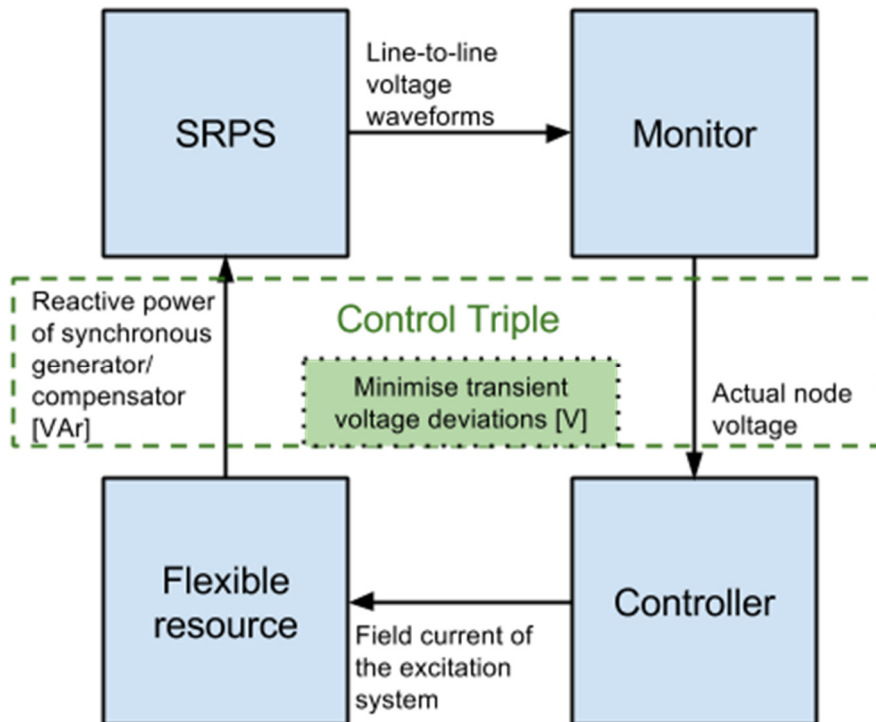 SRPS
Line-to-line
voltage
waveforms
Monitor
Reactive power
of synchronous
generator/
compensator
[VAr]
Control Triple
Minimise transient
voltage deviations [V]
Actual node
voltage
Flexible
resource
Field current of
the excitation
system
Controller